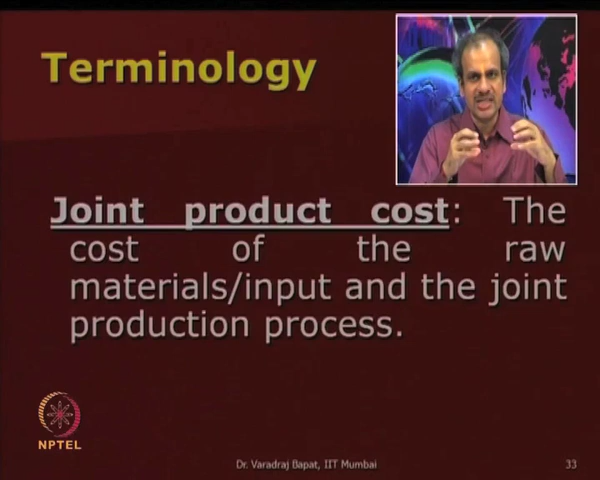 Terminology
Joint product cost: The
cost of the raw
materials/input and the joint
production process.
NPTEL
Dr. Varadraj Bapat, IIT Mumbai
33